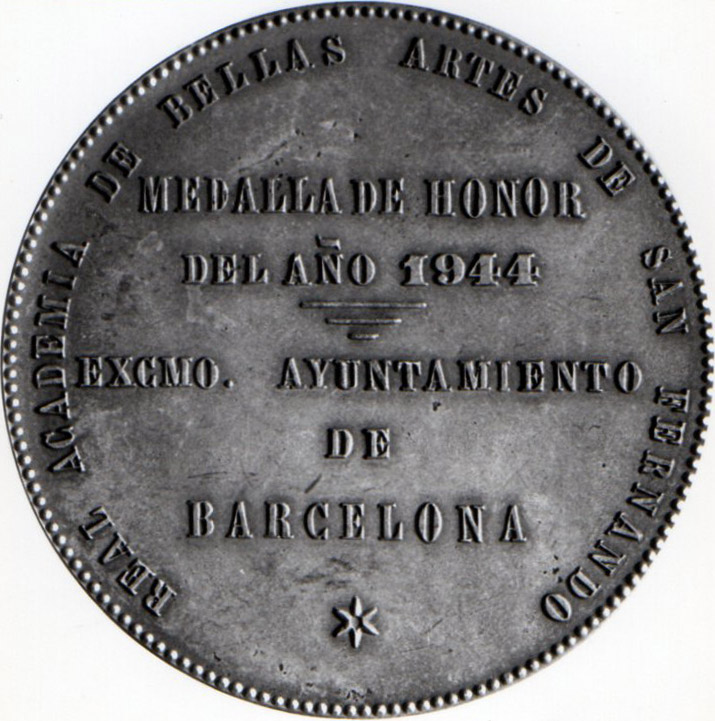 REAL ACADEMIA DE BELLAS ARTES DE SAN FERNANDO
MEDALLA DE HONOR
DEL AÑO 1944
EXCMO. AYUNTAMIENTO
DE
BARCELONA